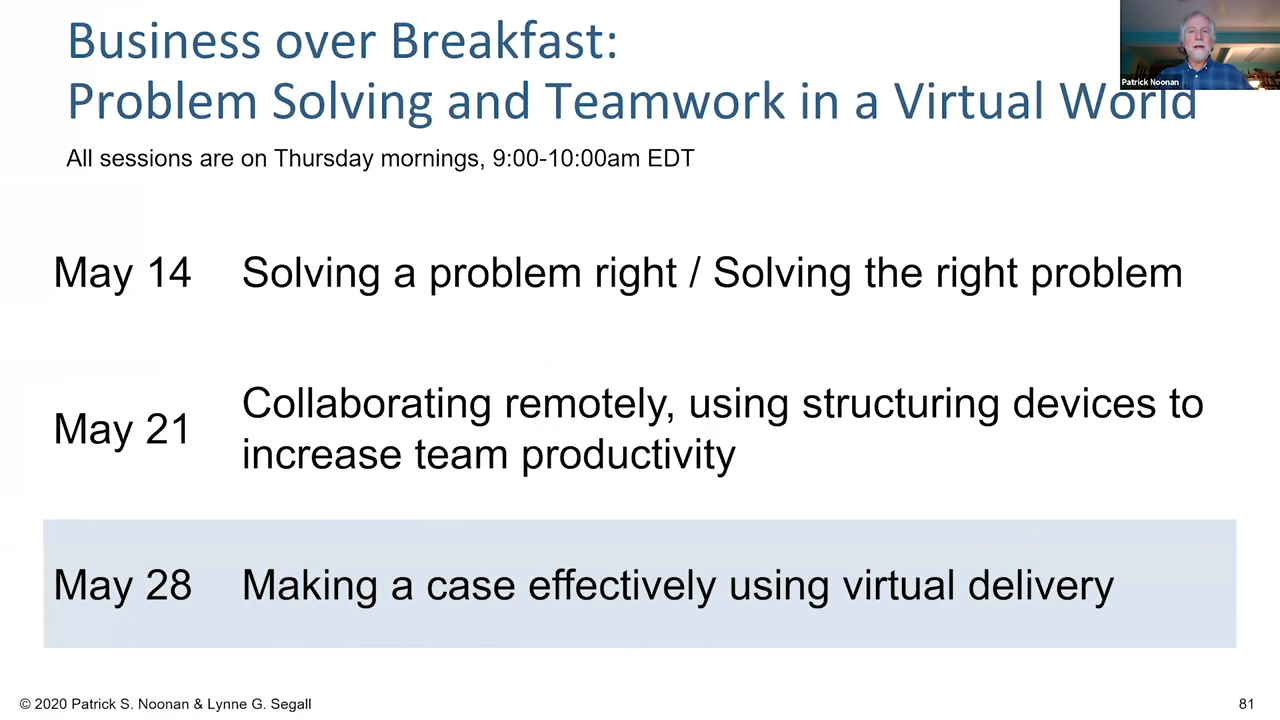 Business over Breakfast:
Problem Solving and Teamwork in a Virtual World
Patrick Noonan
All sessions are on Thursday mornings, 9:00-10:00am EDT
May 14 Solving a problem right / Solving the right problem
May 21 Collaborating remotely, using structuring devices to
increase team productivity
May 28 Making a case effectively using virtual delivery
© 2020 Patrick S. Noonan & Lynne G. Segall
81